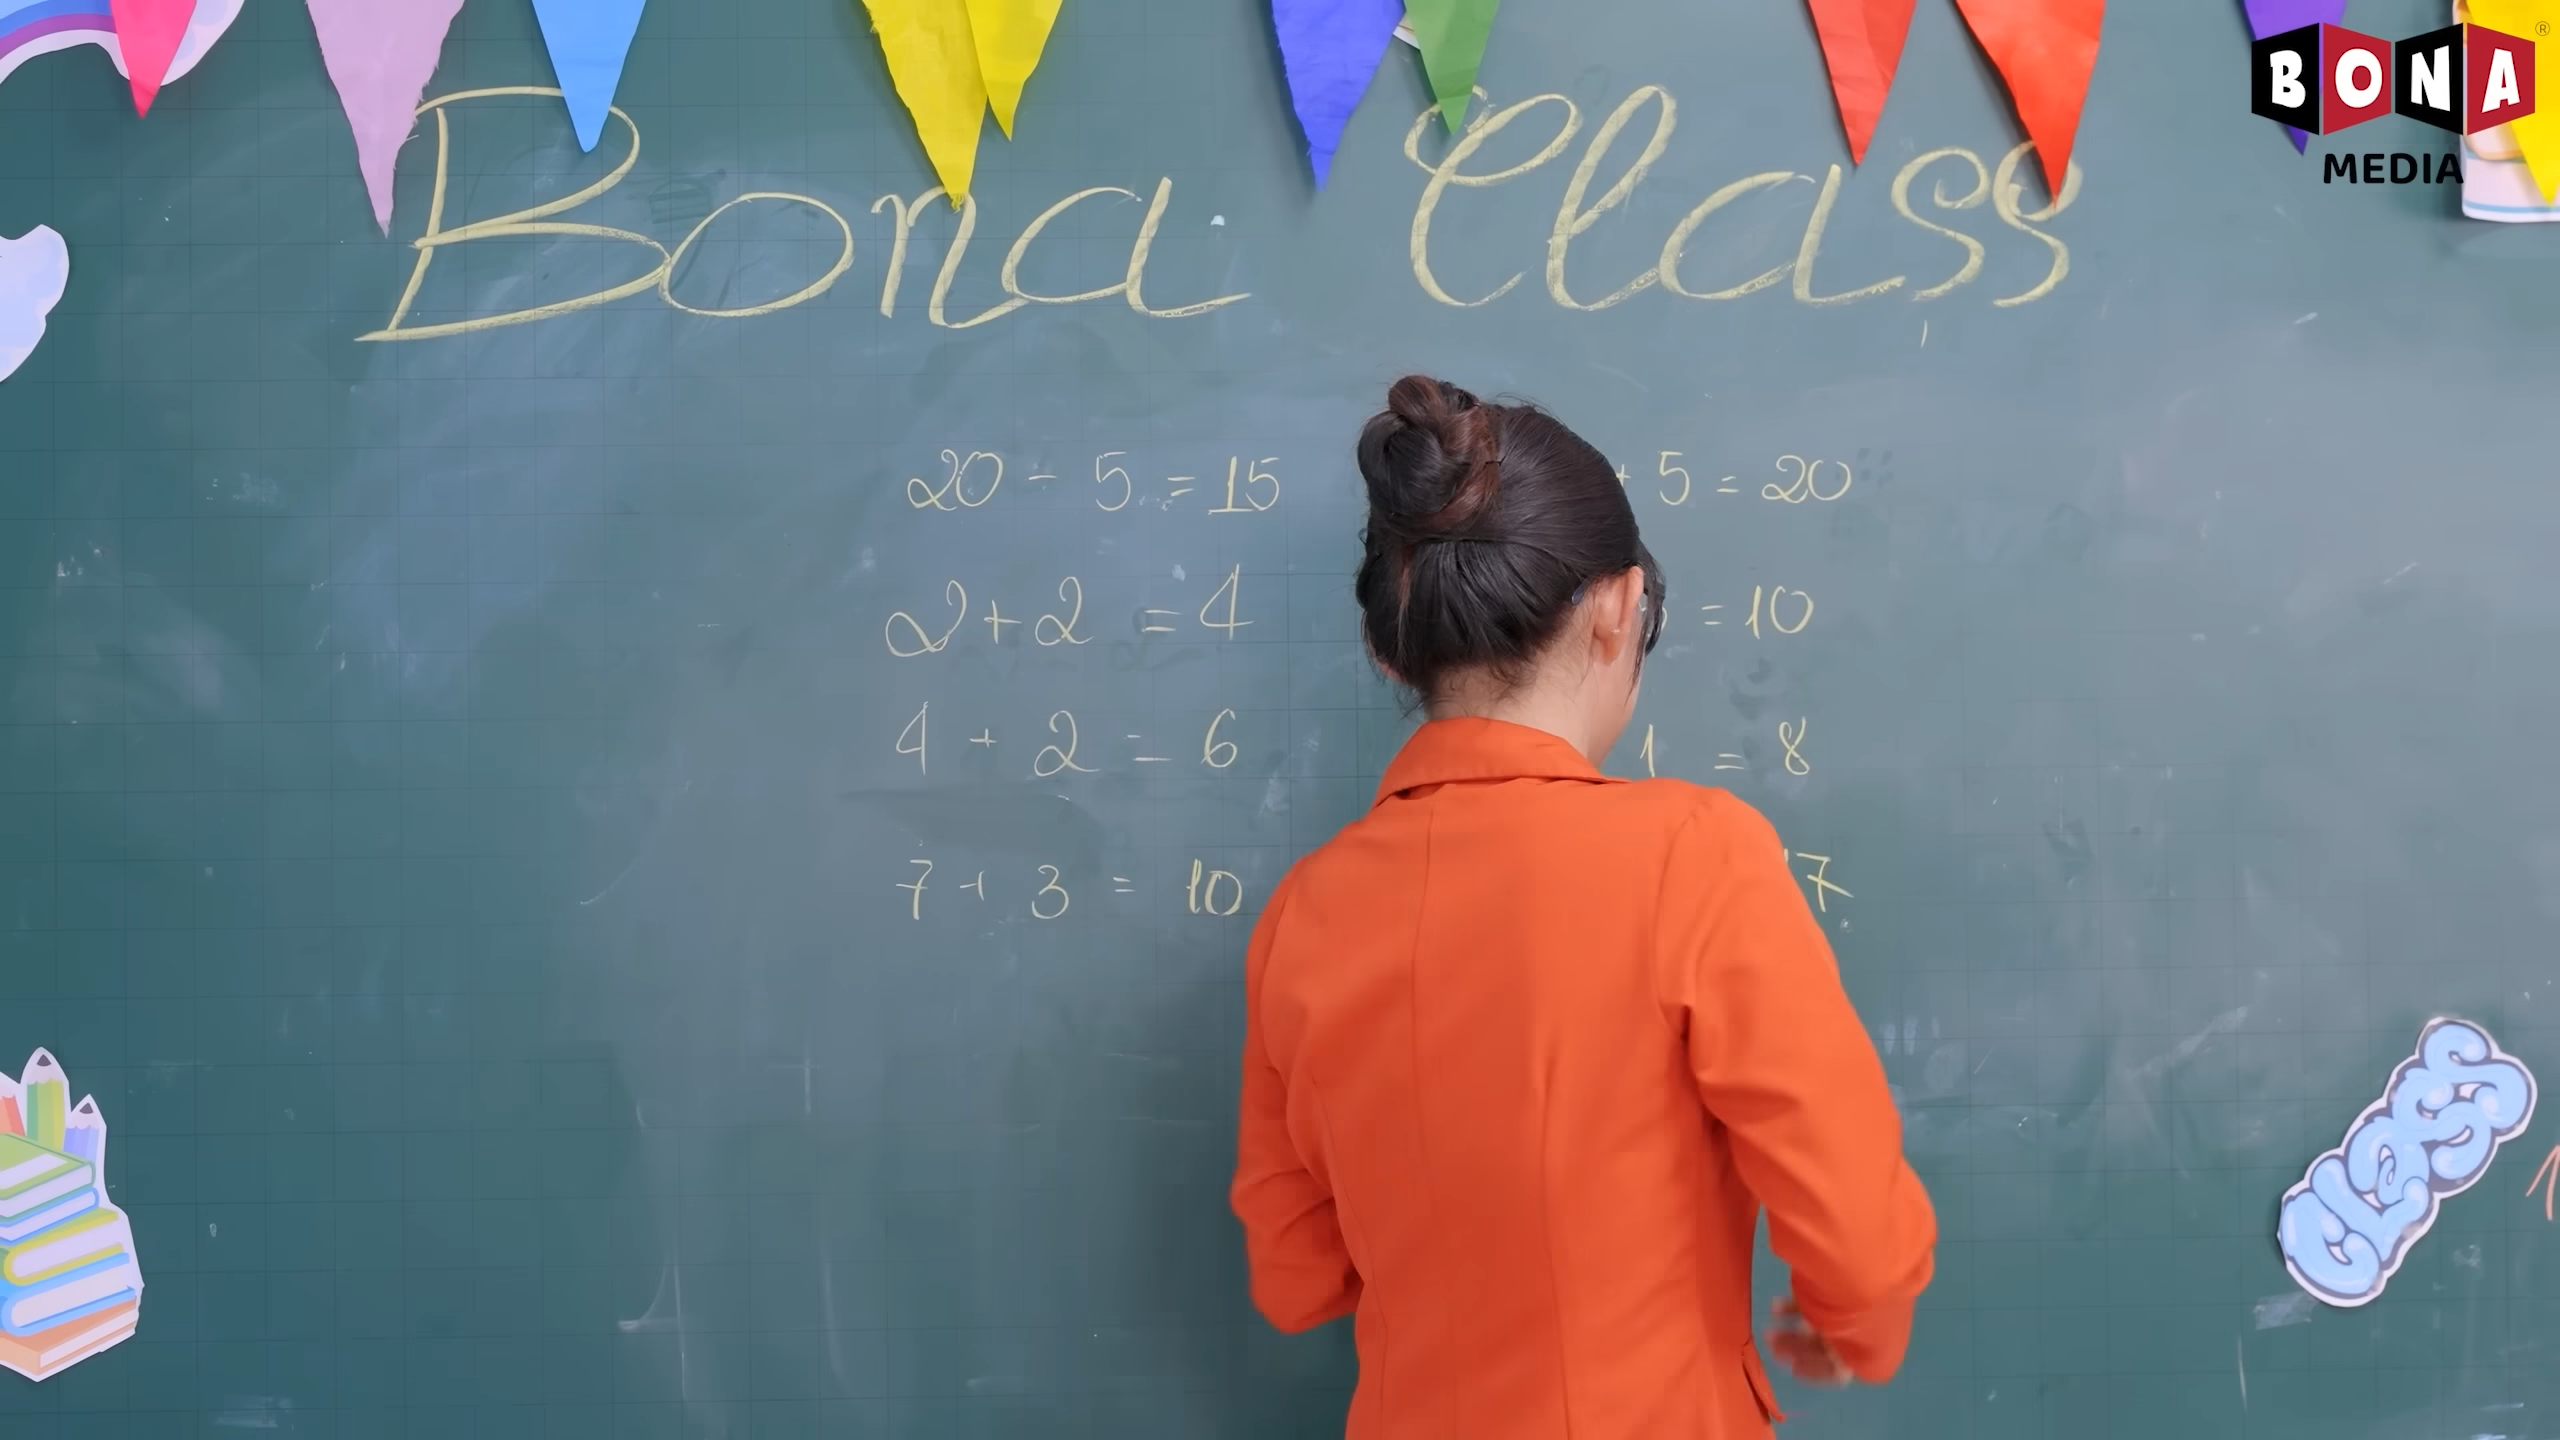 BONA
MEDIA
Bona Class
20 - 5 = 15
+ 5 = 20
2 + 2 = 4
= 10
4 + 2 = 6
1 = 8
7 + 3 = 10
7
CLASS